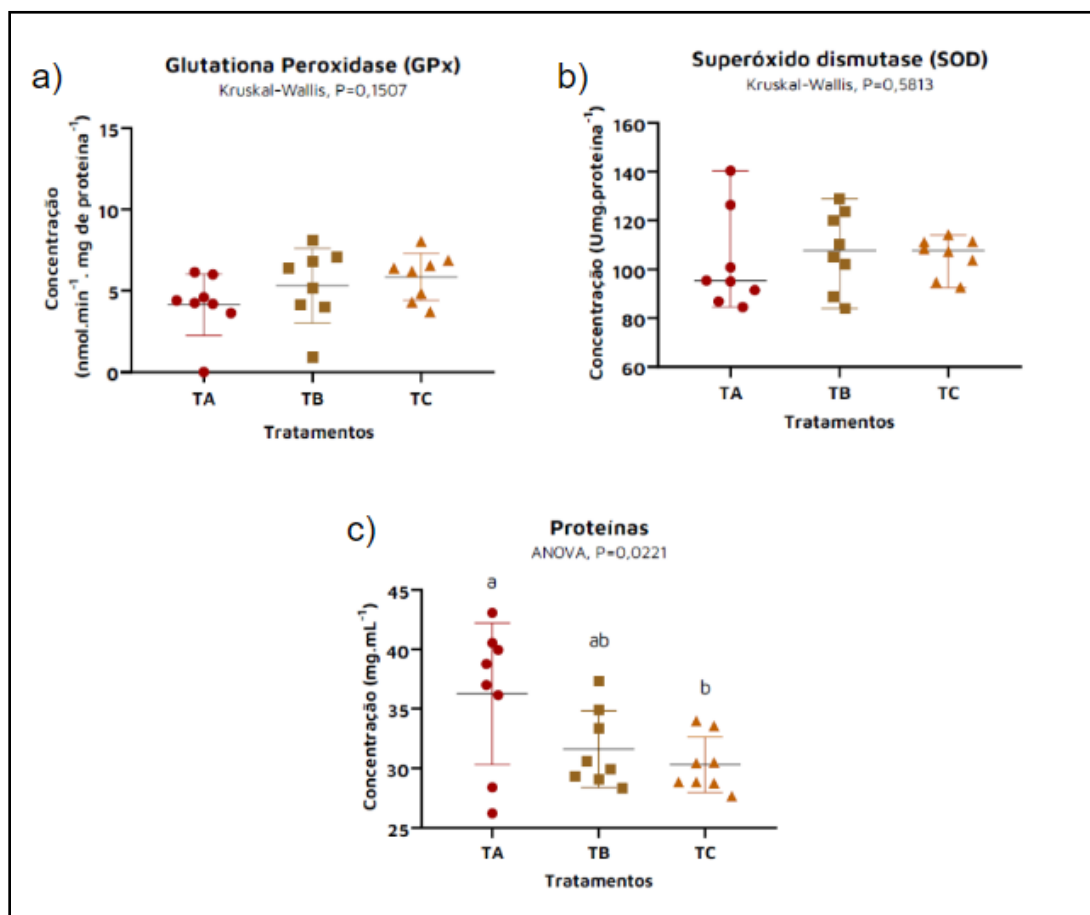 a)
Glutationa Peroxidase (GPx)
Kruskal-Wallis, P=0,1507
Concentração
(nmol.min⁻¹. mg de proteína⁻¹)
15
10
5
0
TA TB TC
Tratamentos
b)
Superóxido dismutase (SOD)
Kruskal-Wallis, P=0,5813
Concentração (Umg.proteína⁻¹)
160
140
120
100
80
60
TA TB TC
Tratamentos
c)
Proteínas
ANOVA, P=0,0221
Concentração (mg.mL⁻¹)
45
40
35
30
25
a
ab
b
TA TB TC
Tratamentos